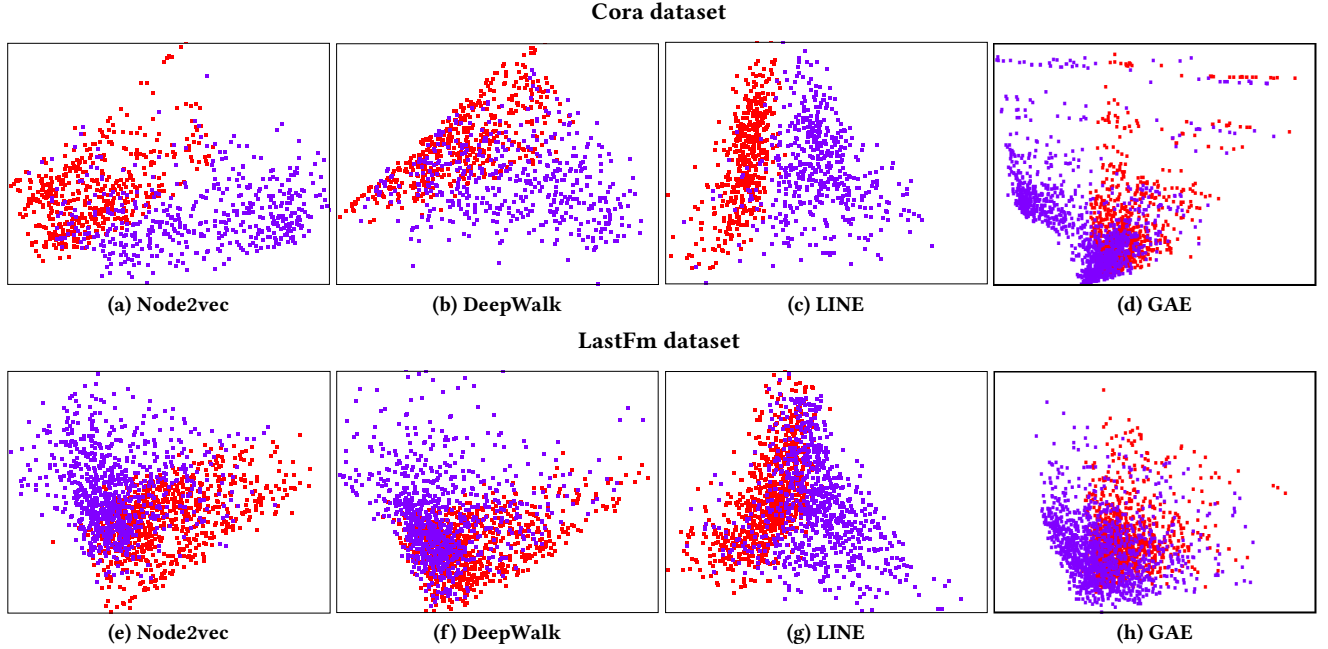 Cora dataset
(a) Node2vec
(b) DeepWalk
(c) LINE
(d) GAE
LastFm dataset
(e) Node2vec
(f) DeepWalk
(g) LINE
(h) GAE